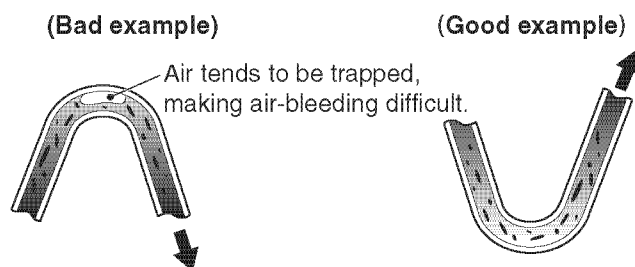 (Bad example)
(Good example)
Air tends to be trapped,
making air-bleeding difficult.